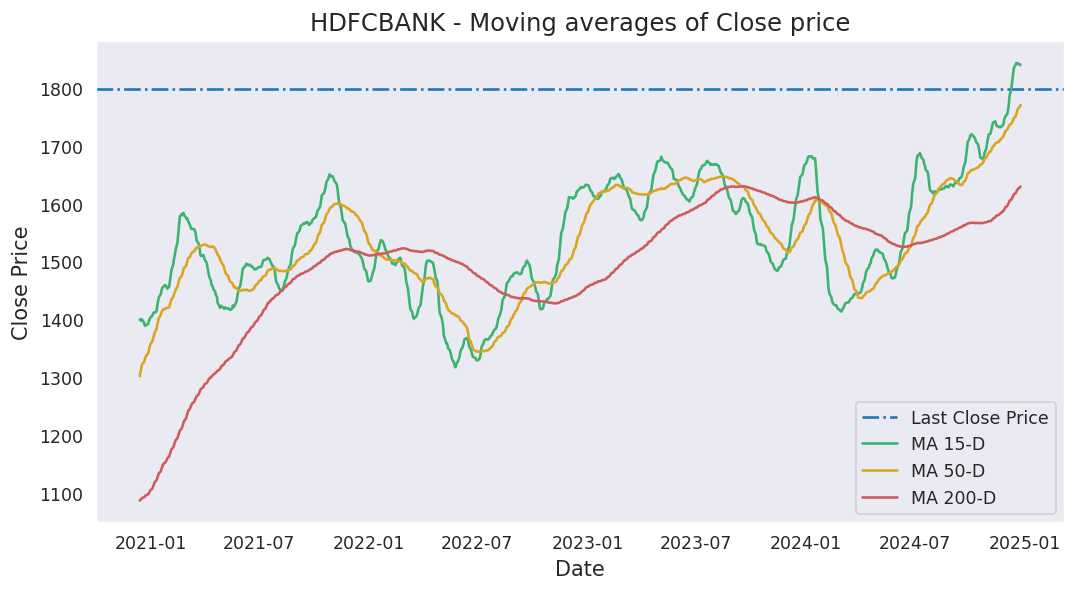 HDFCBANK - Moving averages of Close price
Close Price
1800
1700
1600
1500
1400
1300
1200
1100
Last Close Price
MA 15-D
MA 50-D
MA 200-D
2021-01 2021-07 2022-01 2022-07 2023-01 2023-07 2024-01 2024-07 2025-01
Date